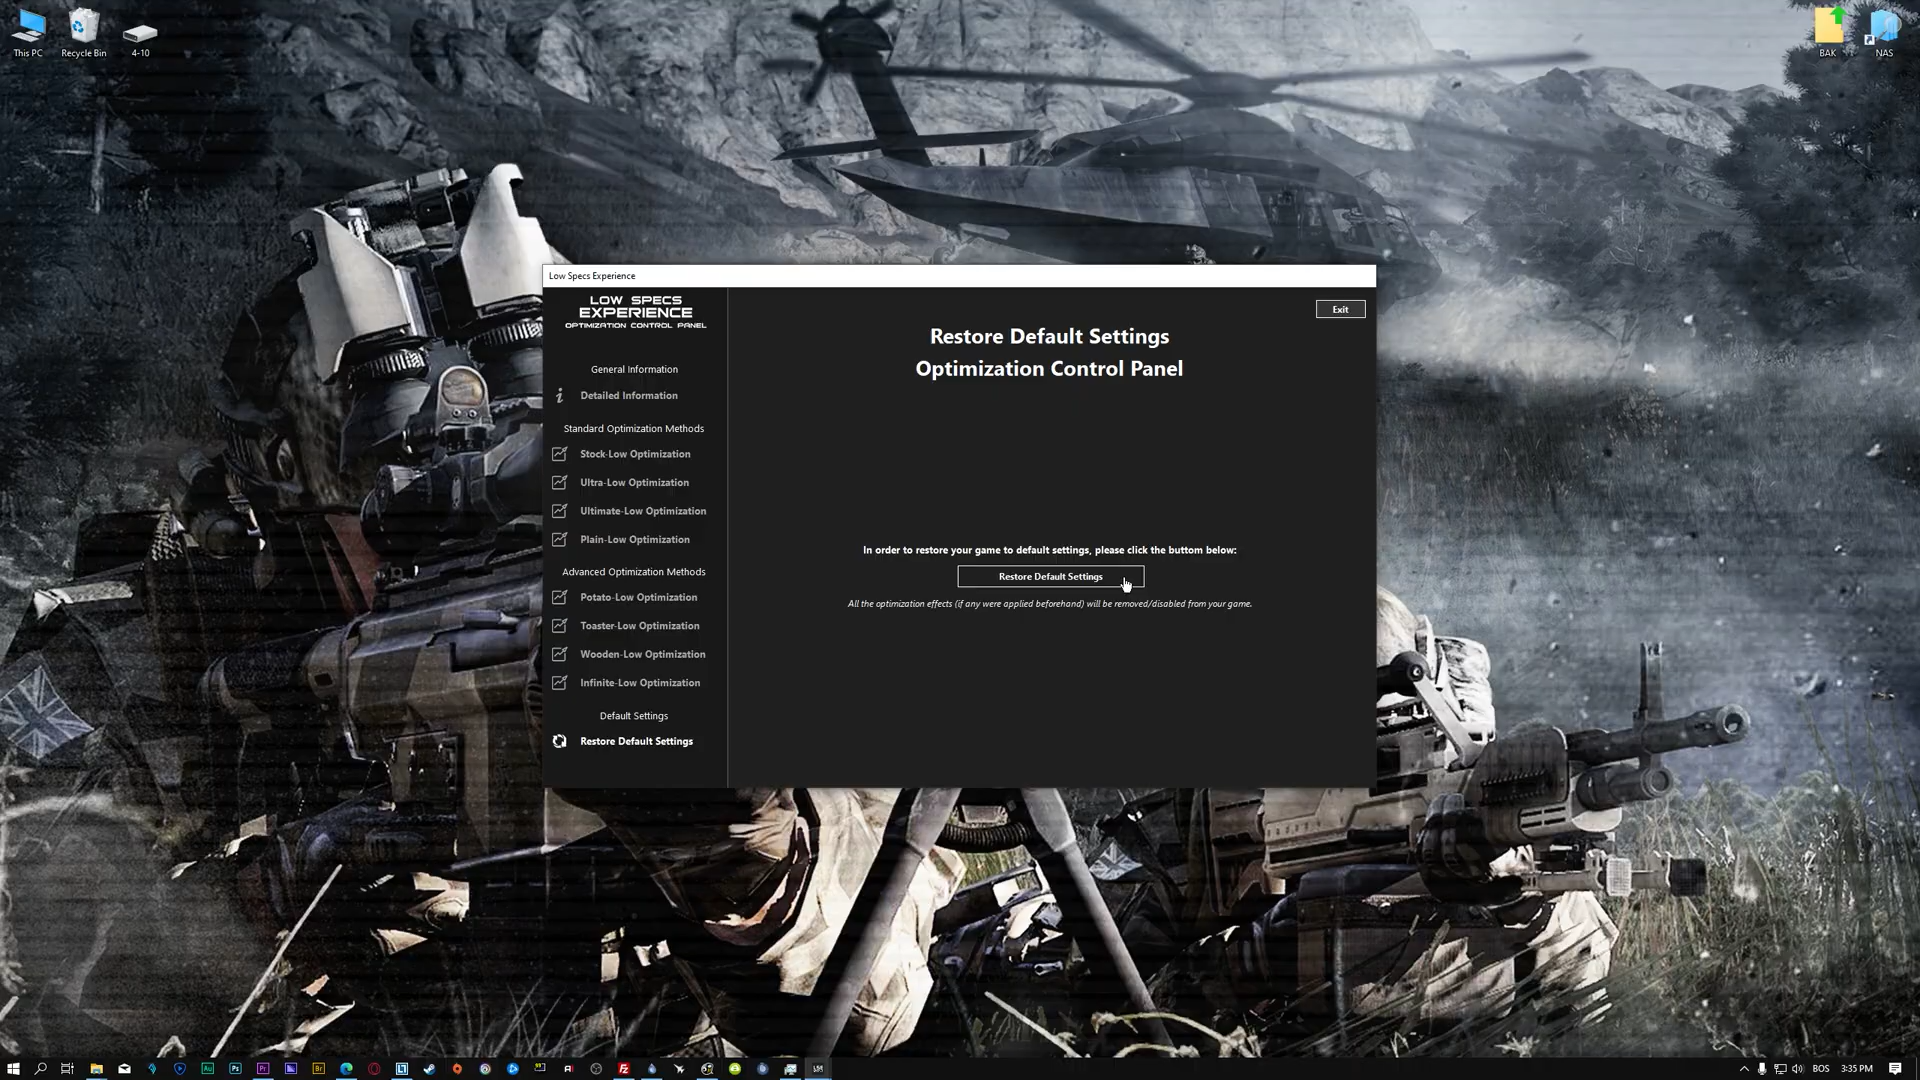 This PC
Recycle Bin
4-10
BAK
NAS
Low Specs Experience
LOW SPECS
EXPERIENCE
OPTIMIZATION CONTROL PANEL
General Information
Detailed Information
Standard Optimization Methods
Stock-Low Optimization
Ultra-Low Optimization
Ultimate-Low Optimization
Plain-Low Optimization
Advanced Optimization Methods
Potato-Low Optimization
Toaster-Low Optimization
Wooden-Low Optimization
Infinite-Low Optimization
Default Settings
Restore Default Settings
Exit
Restore Default Settings
Optimization Control Panel
In order to restore your game to default settings, please click the buttom below:
Restore Default Settings
All the optimization effects (if any were applied beforehand) will be removed/disabled from your game.
Au
Ps
Pr
Br
Fz
BOS
3:35 PM